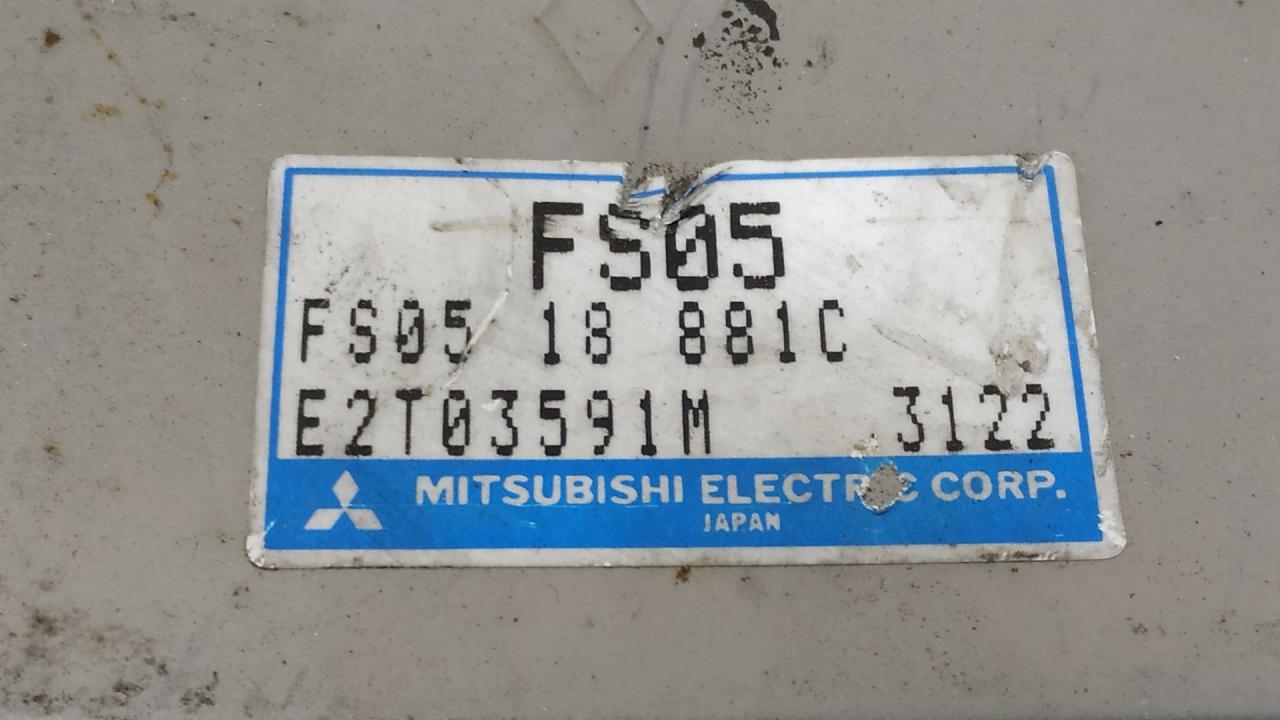 FS05
FS05 18 881C
E2T03591M 3122
MITSUBISHI ELECTRIC CORP.
JAPAN